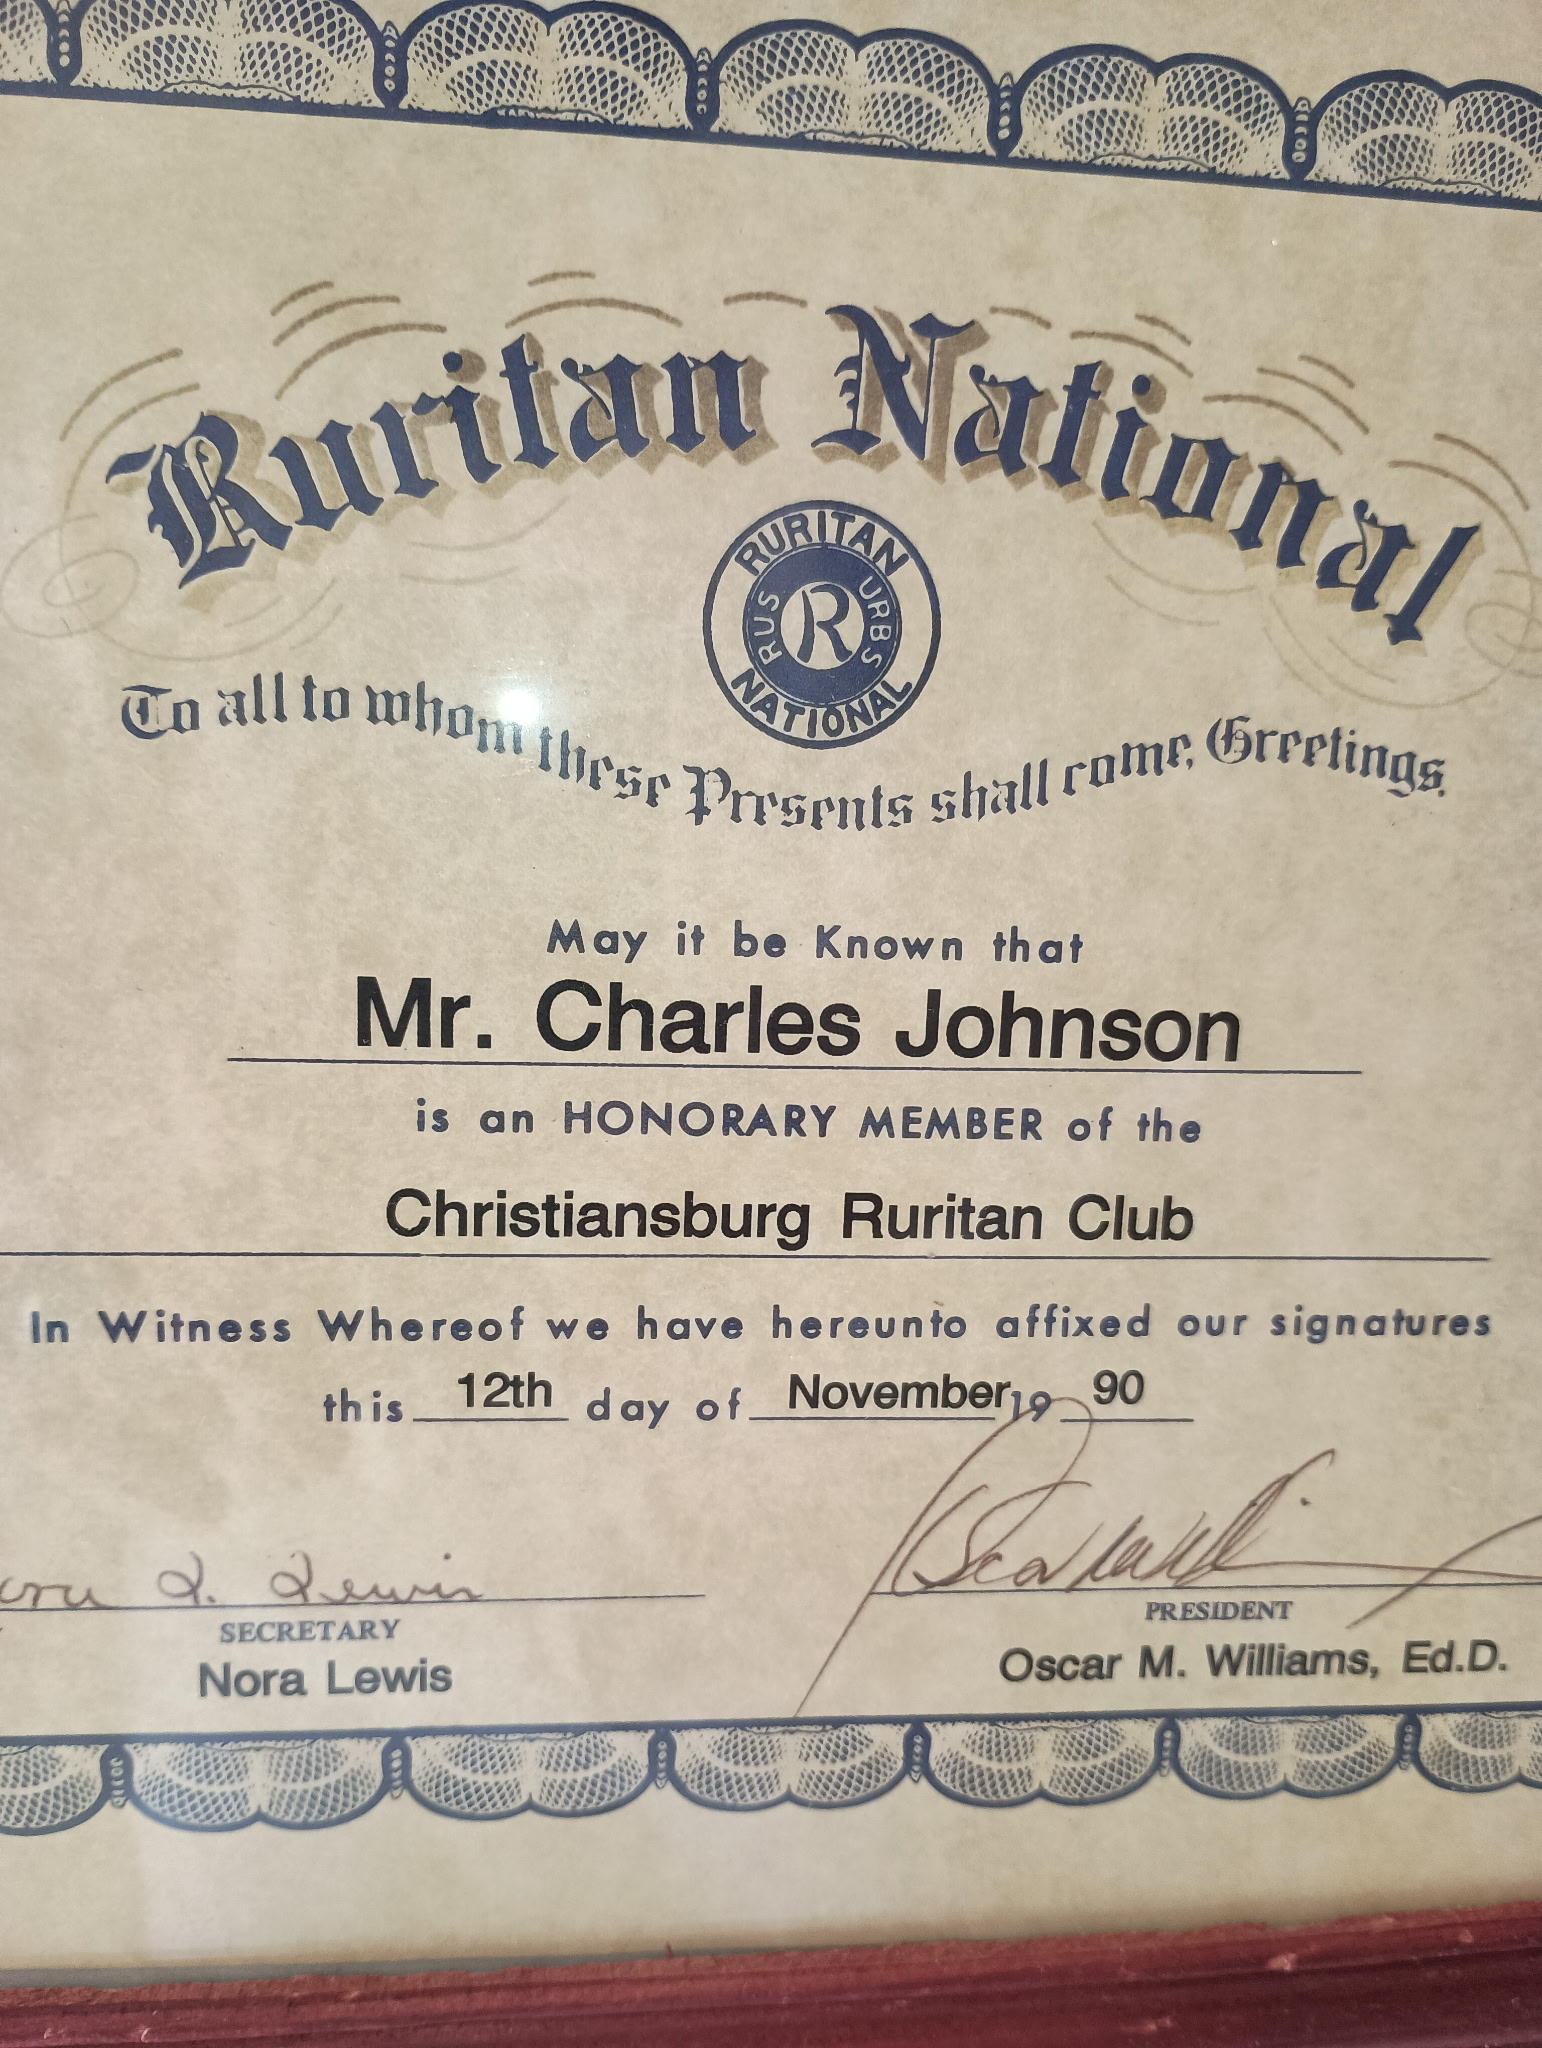 Ruritan National
RURITAN
RUS R URBS
NATIONAL
To all to whom these Presents shall come, Greetings.
May it be Known that
Mr. Charles Johnson
is an HONORARY MEMBER of the
Christiansburg Ruritan Club
In Witness Whereof we have hereunto affixed our signatures
this 12th day of November, 19 90
L. Lewis
SECRETARY PRESIDENT
Nora Lewis Oscar M. Williams, Ed.D.